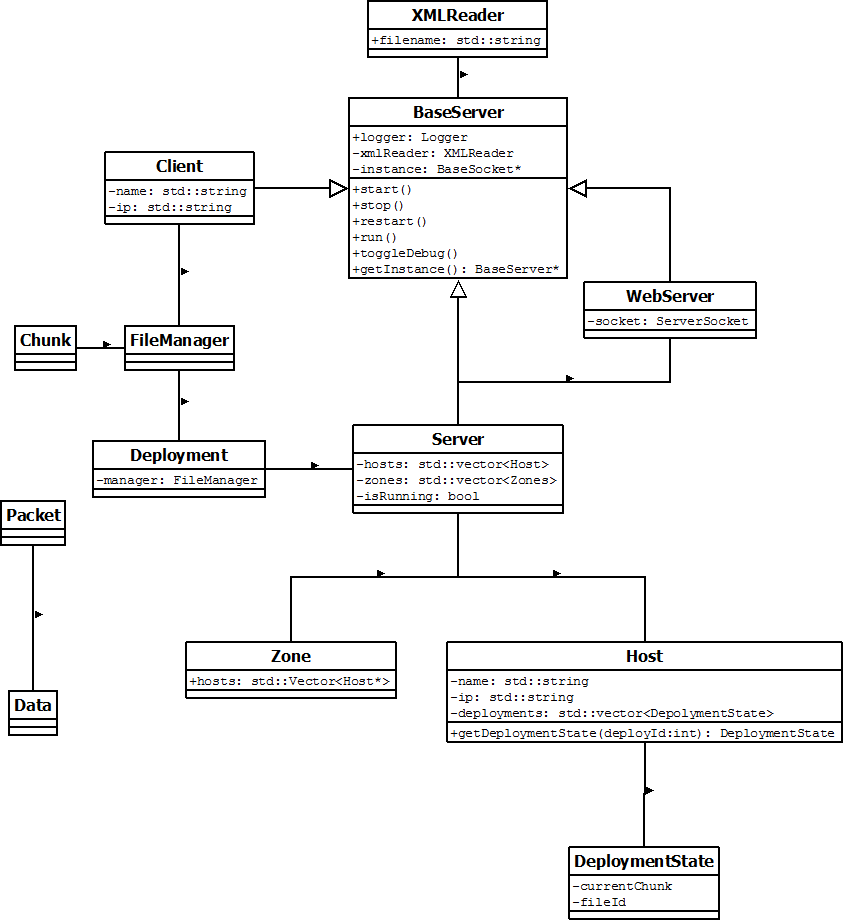 XMLReader
+filename: std::string
BaseServer
+logger: Logger
-xmlReader: XMLReader
-instance: BaseSocket*
+start()
+stop()
+restart()
+run()
+toggleDebug()
+getInstance(): BaseServer*
Client
-name: std::string
-ip: std::string
WebServer
-socket: ServerSocket
Chunk
FileManager
Deployment
-manager: FileManager
Server
-hosts: std::vector<Host>
-zones: std::vector<Zones>
-isRunning: bool
Packet
Data
Zone
+hosts: std::Vector<Host*>
Host
-name: std::string
-ip: std::string
-deployments: std::vector<DepolymentState>
+getDeploymentState(deployId:int): DeploymentState
DeploymentState
-currentChunk
-fileId